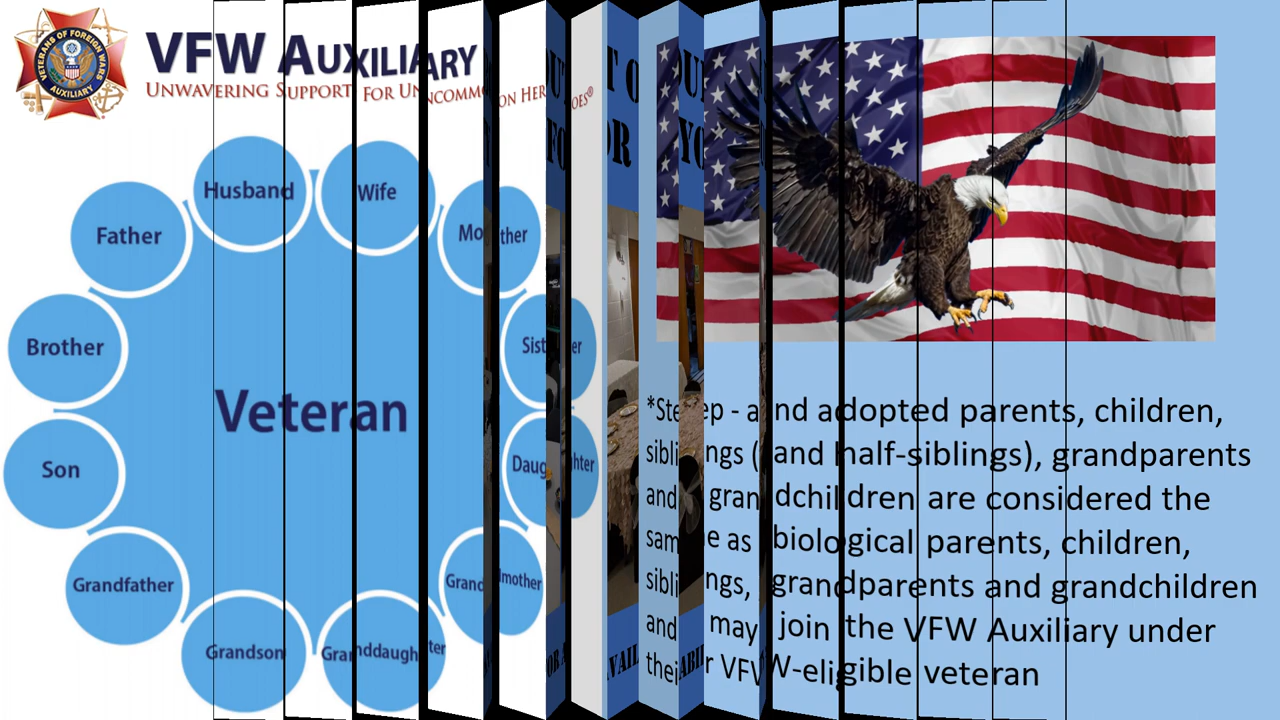 VFW AUXILIARY
UNWAVERING SUPPORT FOR UNCOMMON HEROES®
VETERANS OF FOREIGN WARS
AUXILIARY
Husband
Wife
Father
Mother
Brother
Sister
Veteran
Son
Daughter
Grandfather
Grandmother
Grandson
Granddaughter
*Step - and adopted parents, children,
siblings (and half-siblings), grandparents
and grandchildren are considered the
same as biological parents, children,
siblings, grandparents and grandchildren
and may join the VFW Auxiliary under
their VFW-eligible veteran